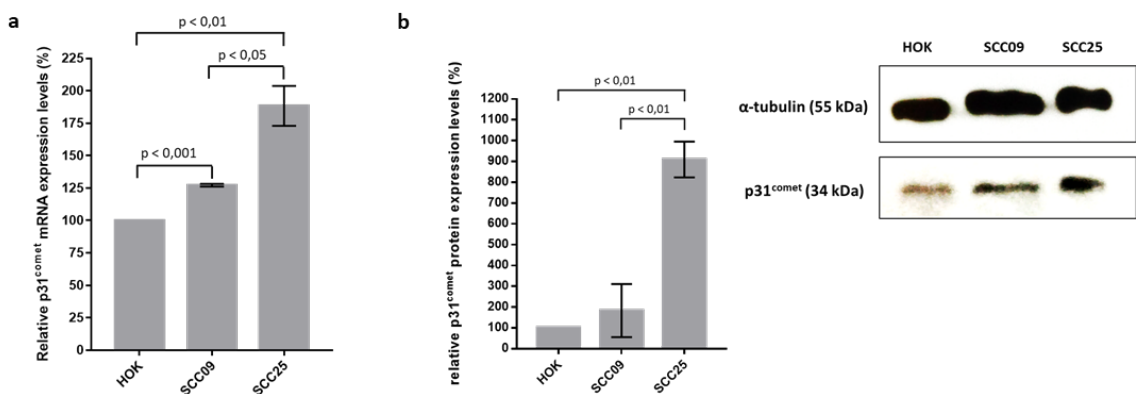 a
p < 0,01
p < 0,05
p < 0,001
Relative p31comet mRNA expression levels (%)
225
200
175
150
125
100
75
50
25
0
HOK
SCC09
SCC25
b
p < 0,01
p < 0,01
relative p31comet protein expression levels (%)
1200
1100
1000
900
800
700
600
500
400
300
200
100
0
HOK
SCC09
SCC25
HOK SCC09 SCC25
α-tubulin (55 kDa)
p31comet (34 kDa)